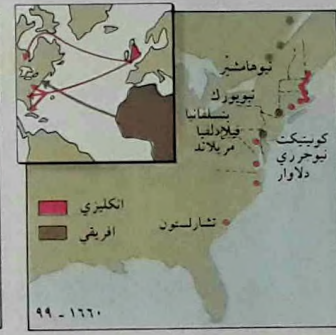 نيوهامشير
نيويورك
بنسلفانيا
فيلادلفيا
مريلاند
كونيتيكت
نيوجرزي
دلاوار
انكليزي
افريقي
تشارلستون
١٦٦٠ - ٩٩